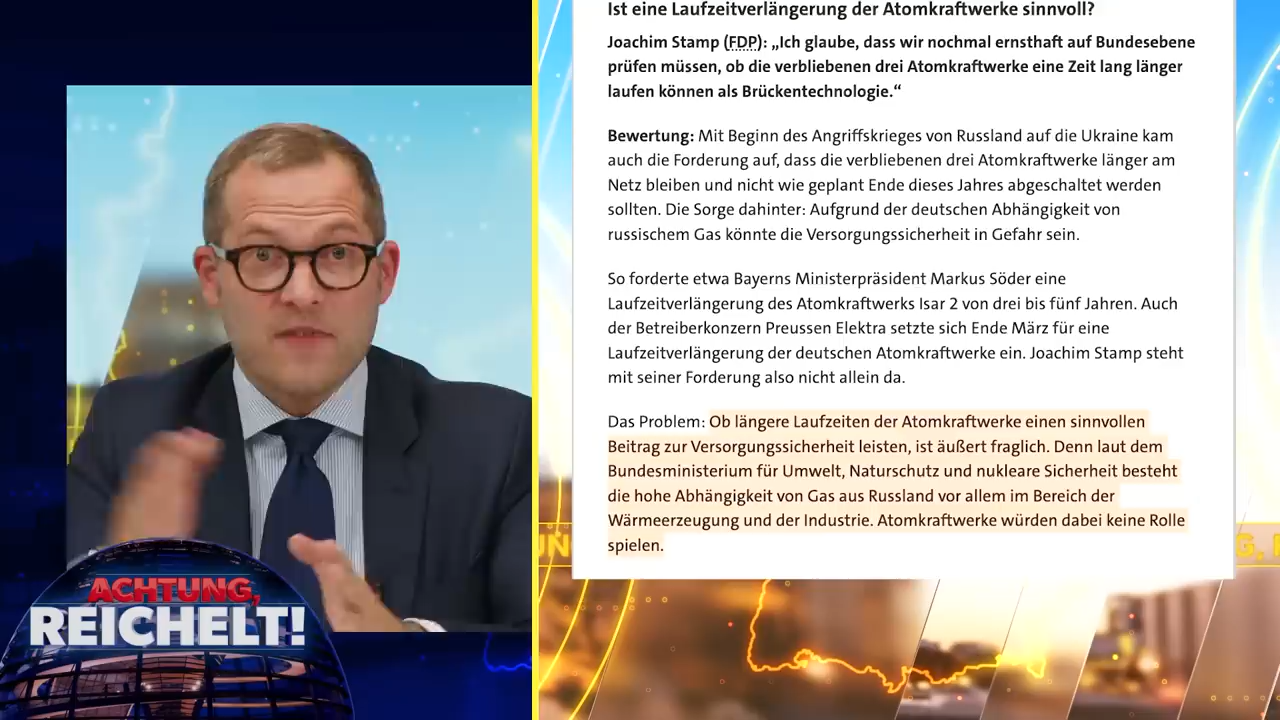 Ist eine Laufzeitverlängerung der Atomkraftwerke sinnvoll?
Joachim Stamp (FDP): „Ich glaube, dass wir nochmal ernsthaft auf Bundesebene
prüfen müssen, ob die verbliebenen drei Atomkraftwerke eine Zeit lang länger
laufen können als Brückentechnologie.“
Bewertung: Mit Beginn des Angriffskrieges von Russland auf die Ukraine kam
auch die Forderung auf, dass die verbliebenen drei Atomkraftwerke länger am
Netz bleiben und nicht wie geplant Ende dieses Jahres abgeschaltet werden
sollten. Die Sorge dahinter: Aufgrund der deutschen Abhängigkeit von
russischem Gas könnte die Versorgungssicherheit in Gefahr sein.
So forderte etwa Bayerns Ministerpräsident Markus Söder eine
Laufzeitverlängerung des Atomkraftwerks Isar 2 von drei bis fünf Jahren. Auch
der Betreiberkonzern Preussen Elektra setzte sich Ende März für eine
Laufzeitverlängerung der deutschen Atomkraftwerke ein. Joachim Stamp steht
mit seiner Forderung also nicht allein da.
Das Problem: Ob längere Laufzeiten der Atomkraftwerke einen sinnvollen
Beitrag zur Versorgungssicherheit leisten, ist äußert fraglich. Denn laut dem
Bundesministerium für Umwelt, Naturschutz und nukleare Sicherheit besteht
die hohe Abhängigkeit von Gas aus Russland vor allem im Bereich der
Wärmeerzeugung und der Industrie. Atomkraftwerke würden dabei keine Rolle
spielen.
ACHTUNG,
REICHELT!